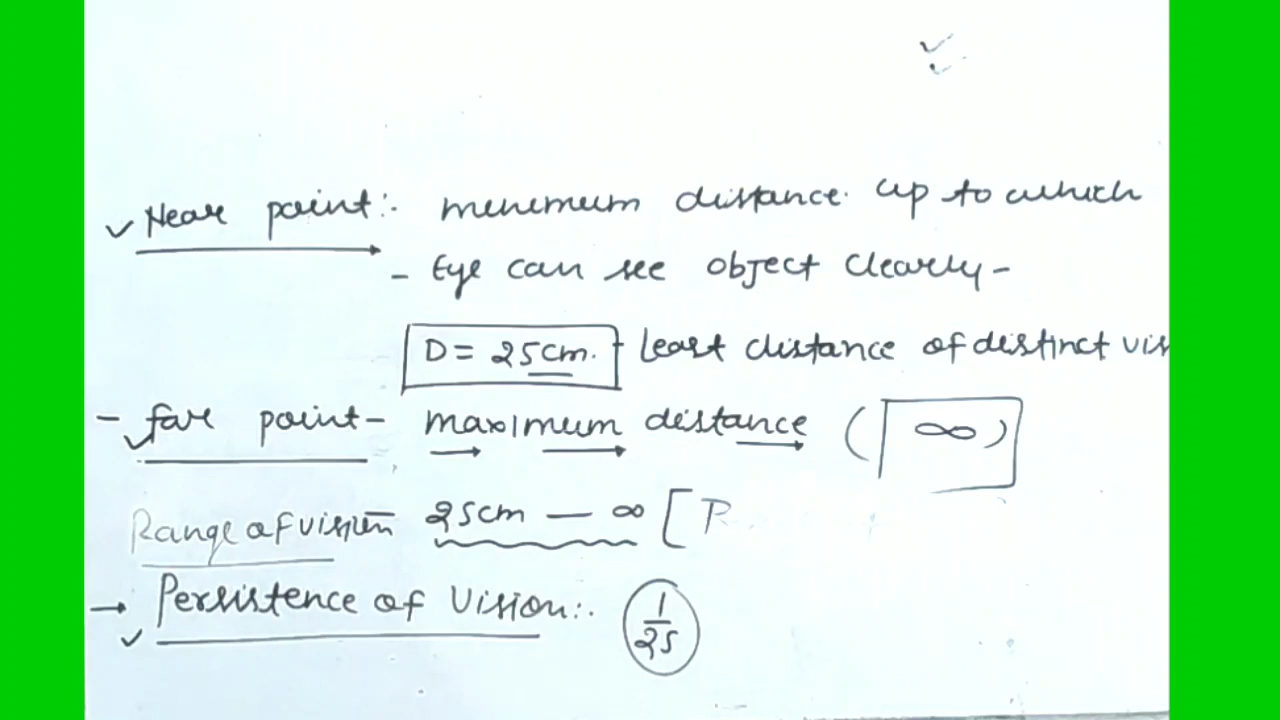 Near point:- minimum distance. up to which
- Eye can see object clearly -
D = 25cm. - Least distance of distinct vis
- far point - maximum distance ( ∞ )
Range of vision 25cm — ∞ [ R
→ Persistence of Vision:. 1/25